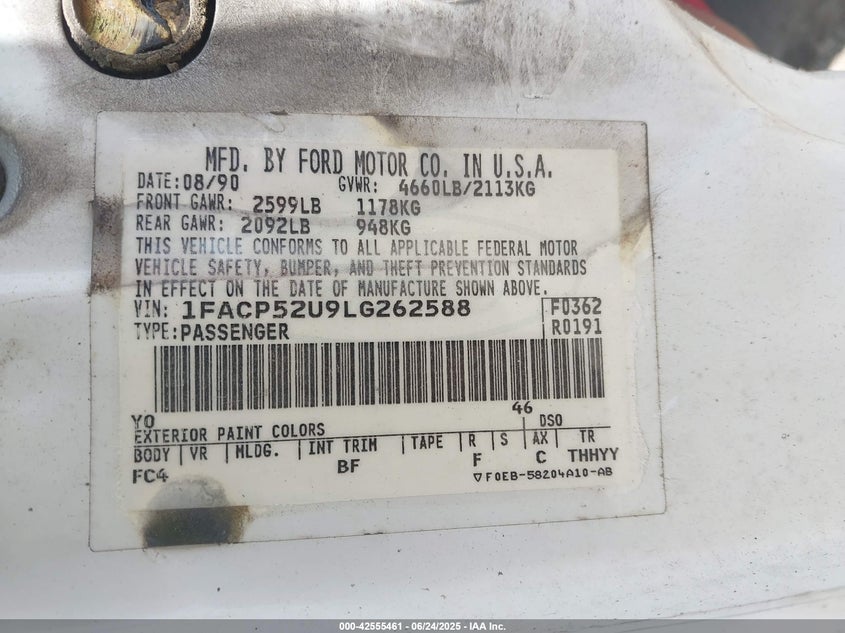 MFD. BY FORD MOTOR CO. IN U.S.A.
DATE: 08/90 GVWR: 4660LB/2113KG
FRONT GAWR: 2599LB 1178KG
REAR GAWR: 2092LB 948KG
THIS VEHICLE CONFORMS TO ALL APPLICABLE FEDERAL MOTOR
VEHICLE SAFETY, BUMPER, AND THEFT PREVENTION STANDARDS
IN EFFECT ON THE DATE OF MANUFACTURE SHOWN ABOVE.
VIN: 1FACP52U9LG262588 F0362
TYPE: PASSENGER R0191
YO 46 DSO
EXTERIOR PAINT COLORS
BODY | VR | MLDG. | INT TRIM | TAPE | R | S | AX | TR
FC4 BF F C THHYY
▽F0EB-58204A10-AB
000-42555461 - 06/24/2025 - IAA Inc.